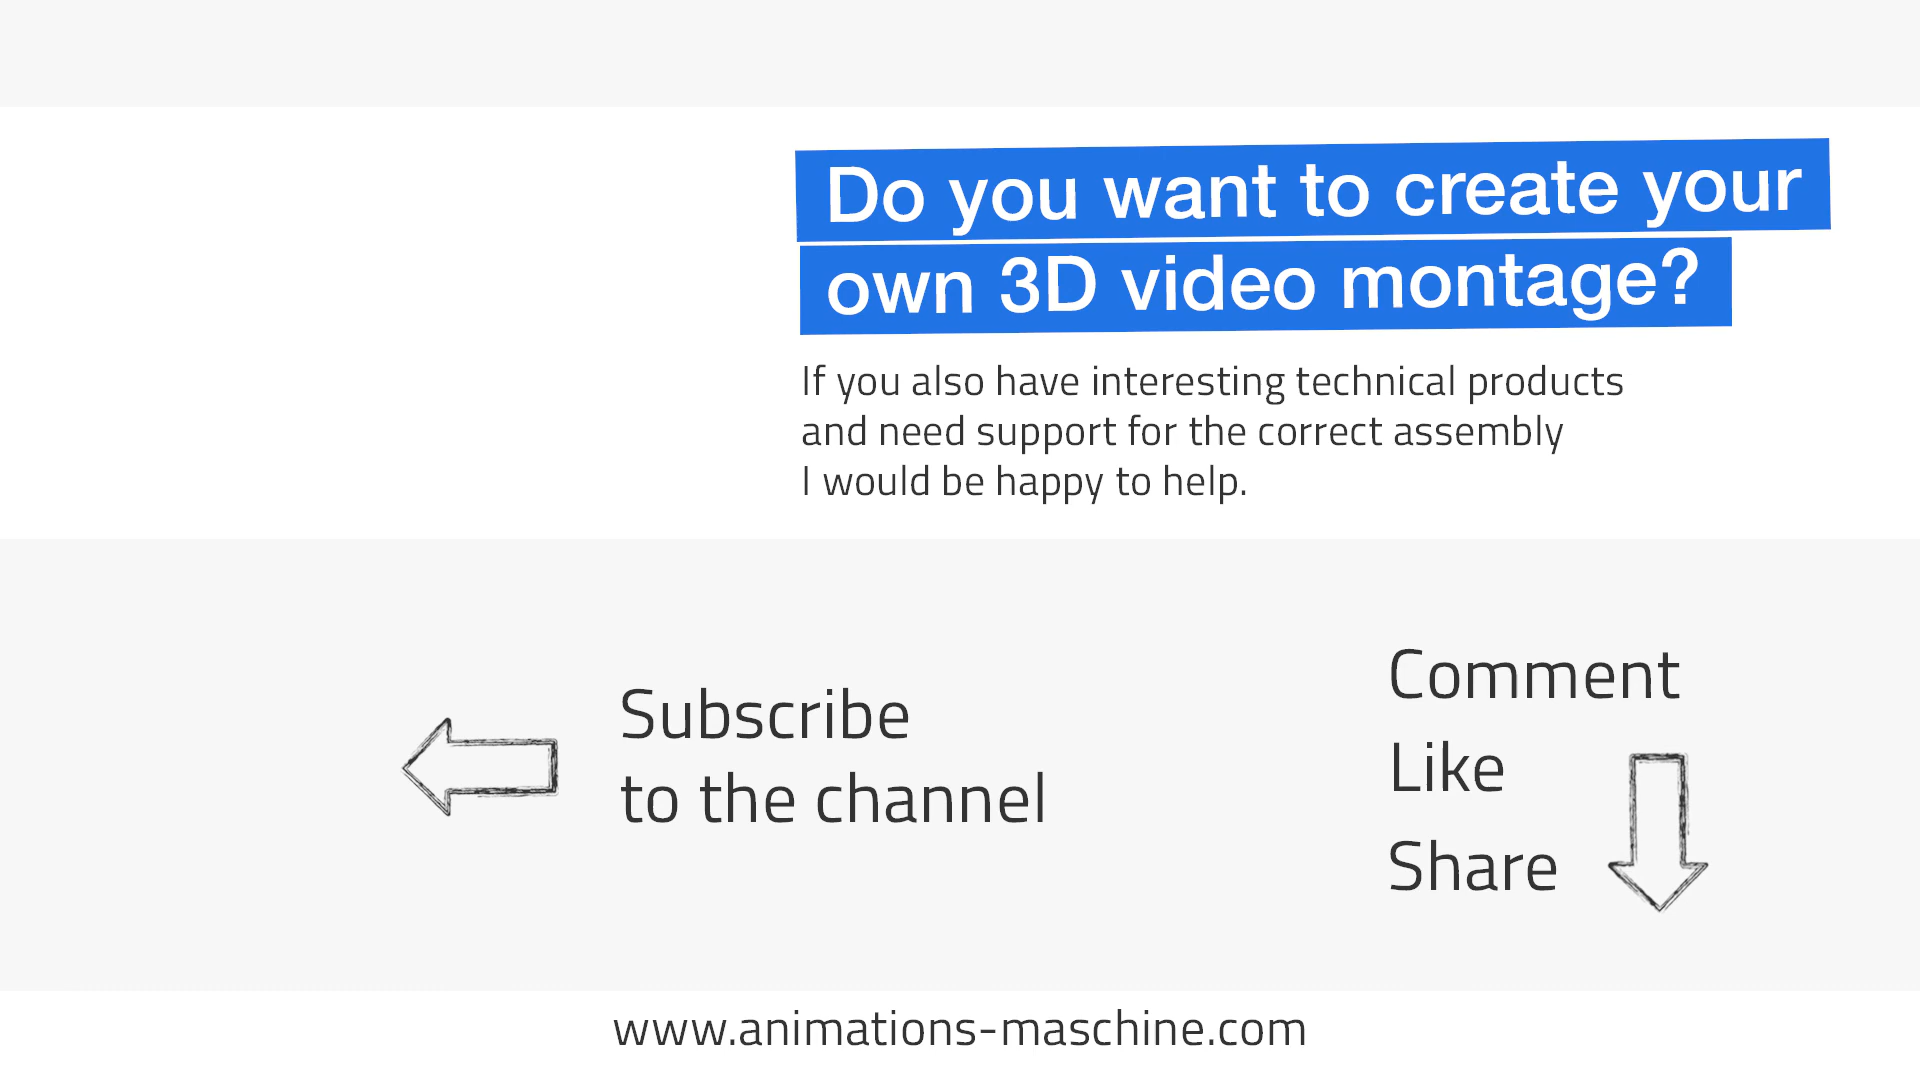 Do you want to create your
own 3D video montage?
If you also have interesting technical products
and need support for the correct assembly
I would be happy to help.
Subscribe
to the channel
Comment
Like
Share
www.animations-maschine.com